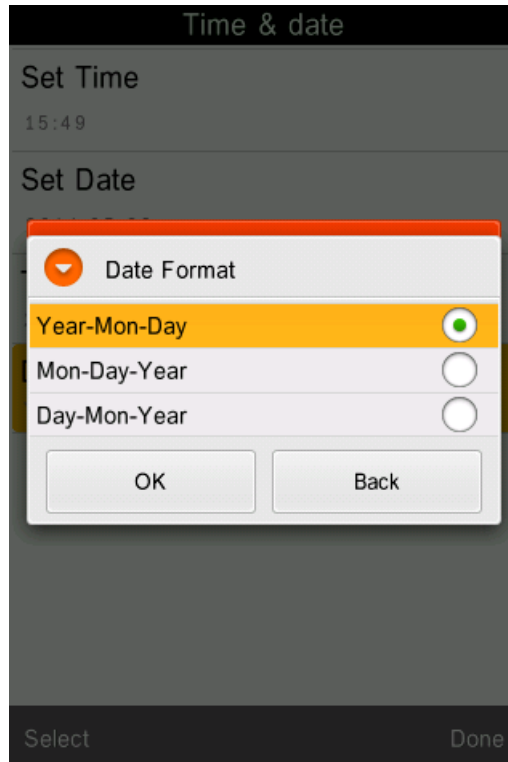 Time & date
Set Time
15:49
Set Date
Date Format
Year-Mon-Day
Mon-Day-Year
Day-Mon-Year
OK Back
Select Done